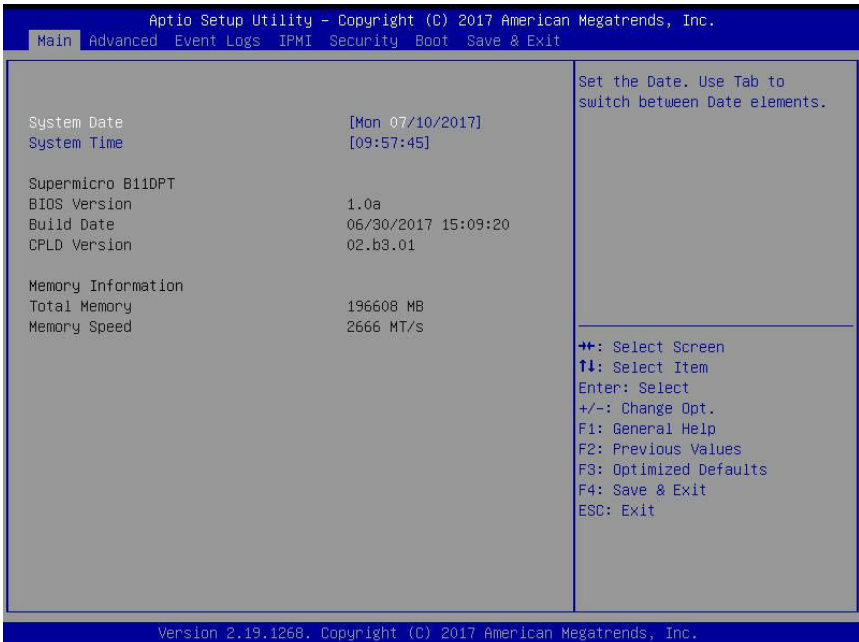 Aptio Setup Utility – Copyright (C) 2017 American Megatrends, Inc.
Main Advanced Event Logs IPMI Security Boot Save & Exit
System Date [Mon 07/10/2017]
System Time [09:57:45]
Supermicro B11DPT
BIOS Version 1.0a
Build Date 06/30/2017 15:09:20
CPLD Version 02.b3.01
Memory Information
Total Memory 196608 MB
Memory Speed 2666 MT/s
Set the Date. Use Tab to
switch between Date elements.
→←: Select Screen
↑↓: Select Item
Enter: Select
+/-: Change Opt.
F1: General Help
F2: Previous Values
F3: Optimized Defaults
F4: Save & Exit
ESC: Exit
Version 2.19.1268. Copyright (C) 2017 American Megatrends, Inc.